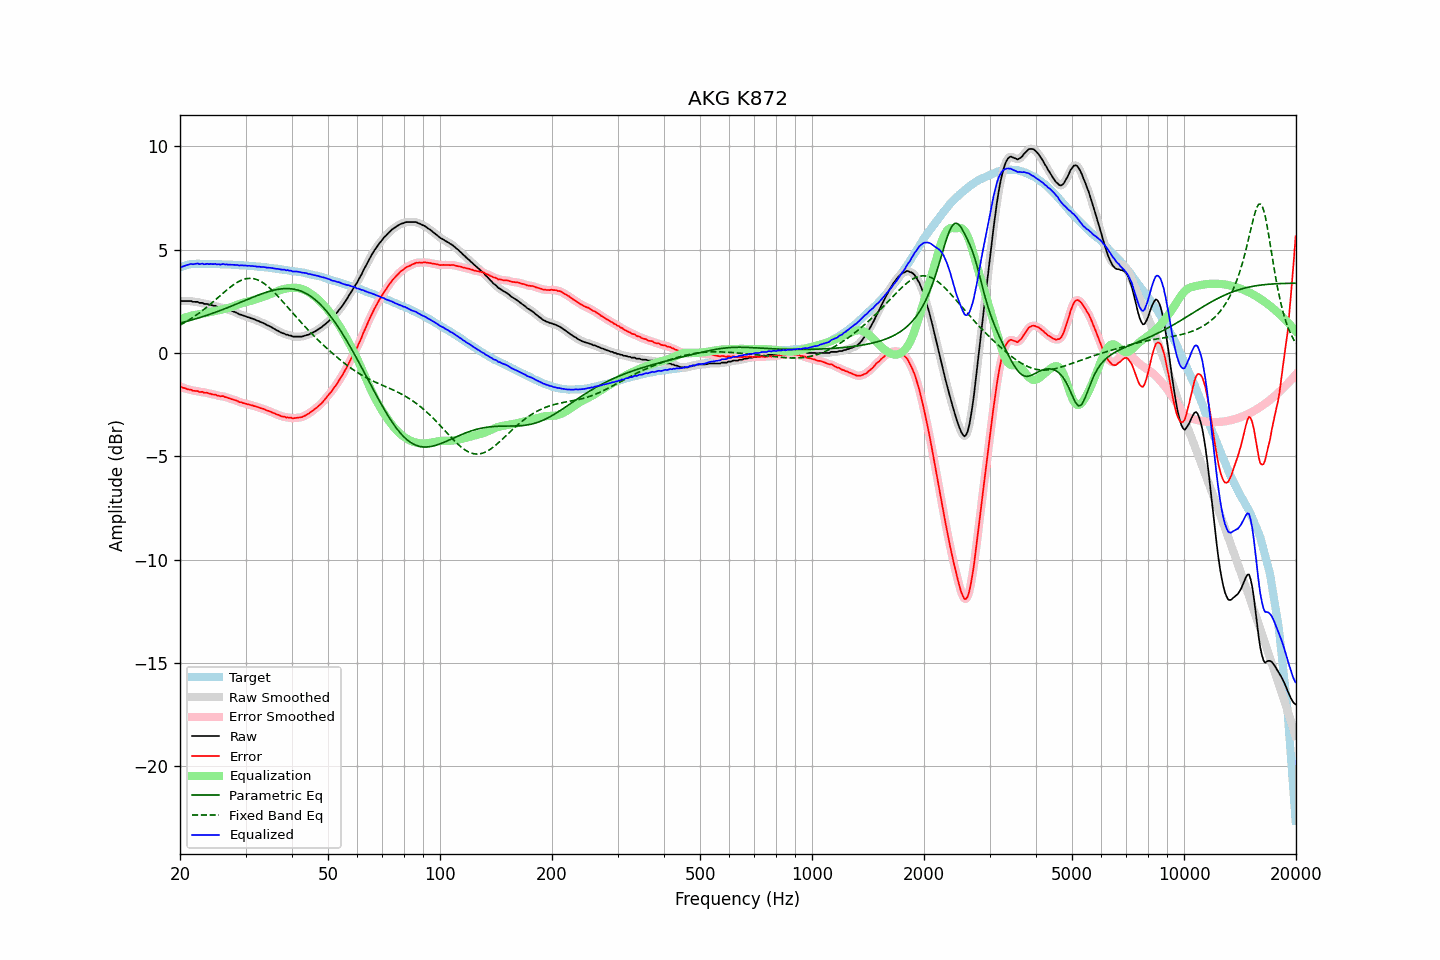 AKG K872
10
5
0
−5
−10
−15
−20
Amplitude (dBr)
Target
Raw Smoothed
Error Smoothed
Raw
Error
Equalization
Parametric Eq
Fixed Band Eq
Equalized
20 50 100 200 500 1000 2000 5000 10000 20000
Frequency (Hz)